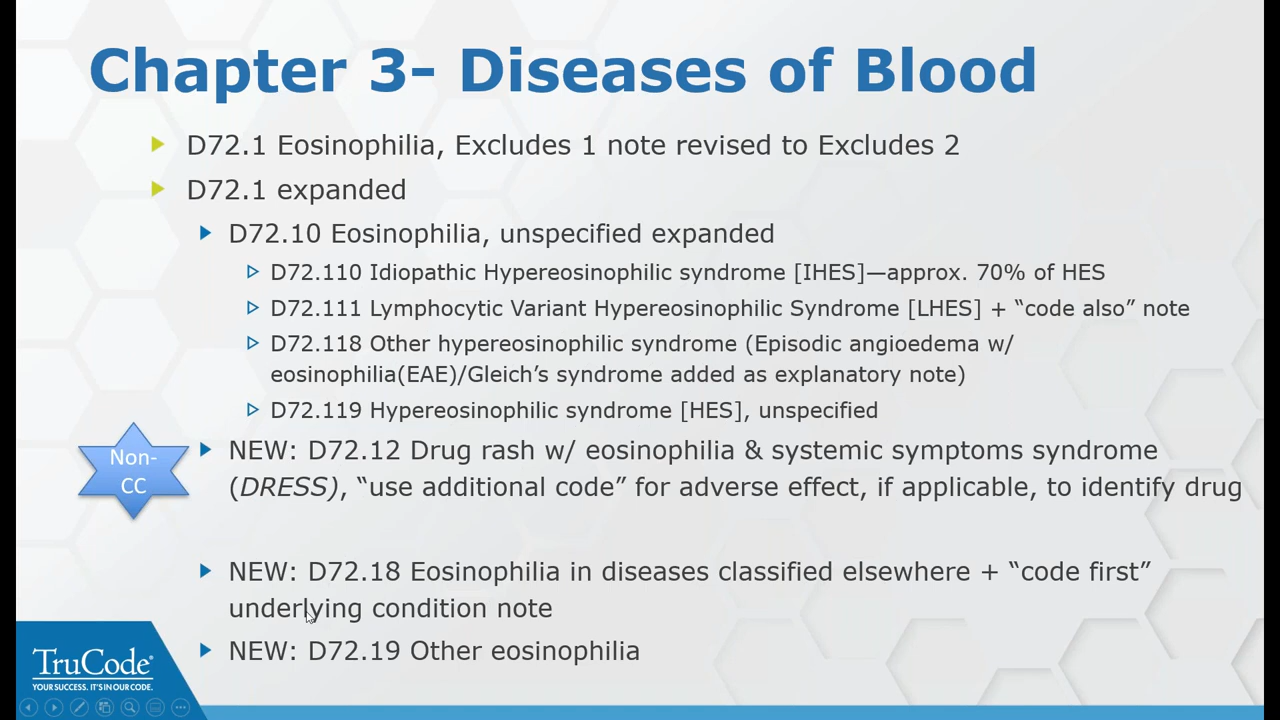 Chapter 3- Diseases of Blood
D72.1 Eosinophilia, Excludes 1 note revised to Excludes 2
D72.1 expanded
D72.10 Eosinophilia, unspecified expanded
D72.110 Idiopathic Hypereosinophilic syndrome [IHES]—approx. 70% of HES
D72.111 Lymphocytic Variant Hypereosinophilic Syndrome [LHES] + “code also” note
D72.118 Other hypereosinophilic syndrome (Episodic angioedema w/
eosinophilia(EAE)/Gleich’s syndrome added as explanatory note)
D72.119 Hypereosinophilic syndrome [HES], unspecified
Non-
CC
NEW: D72.12 Drug rash w/ eosinophilia & systemic symptoms syndrome
(DRESS), “use additional code” for adverse effect, if applicable, to identify drug
NEW: D72.18 Eosinophilia in diseases classified elsewhere + “code first”
underlying condition note
NEW: D72.19 Other eosinophilia
TruCode®
YOUR SUCCESS. IT'S IN OUR CODE.